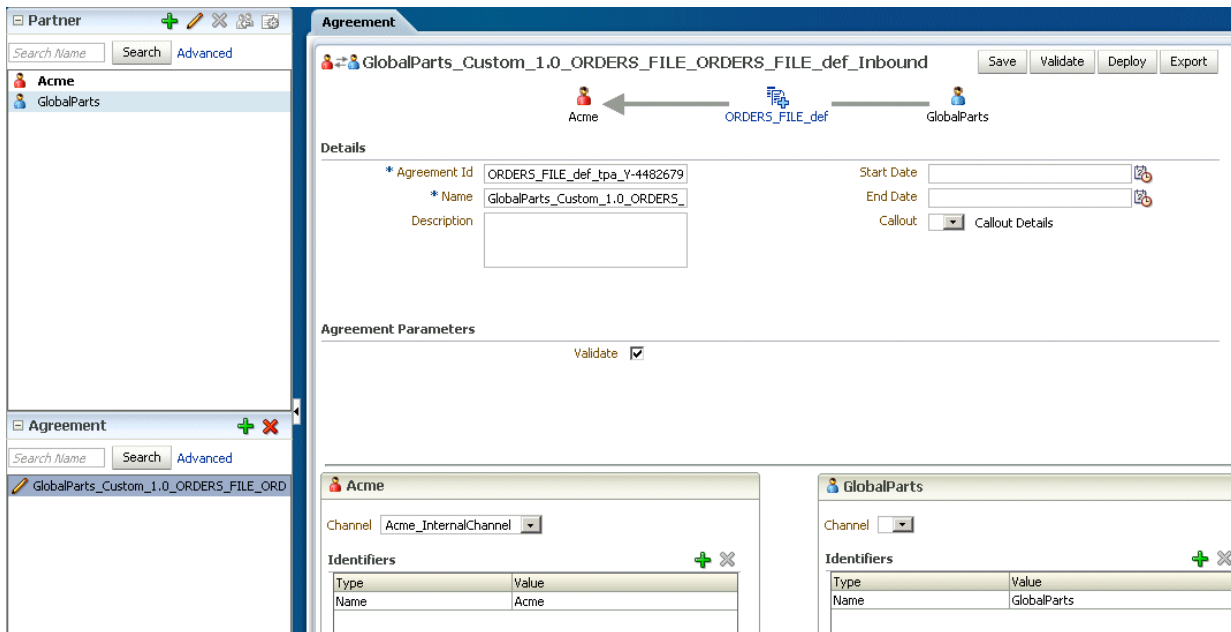 Partner
Search Name Search Advanced
Acme
GlobalParts
Agreement
Search Name Search Advanced
GlobalParts_Custom_1.0_ORDERS_FILE_ORD
Agreement
GlobalParts_Custom_1.0_ORDERS_FILE_ORDERS_FILE_def_Inbound Save Validate Deploy Export
Acme ORDERS_FILE_def GlobalParts
Details
* Agreement Id ORDERS_FILE_def_tpa_Y-4482679 Start Date
* Name GlobalParts_Custom_1.0_ORDERS_ End Date
Description Callout Callout Details
Agreement Parameters
Validate
Acme
Channel Acme_InternalChannel
Identifiers
Type Value
Name Acme
GlobalParts
Channel
Identifiers
Type Value
Name GlobalParts